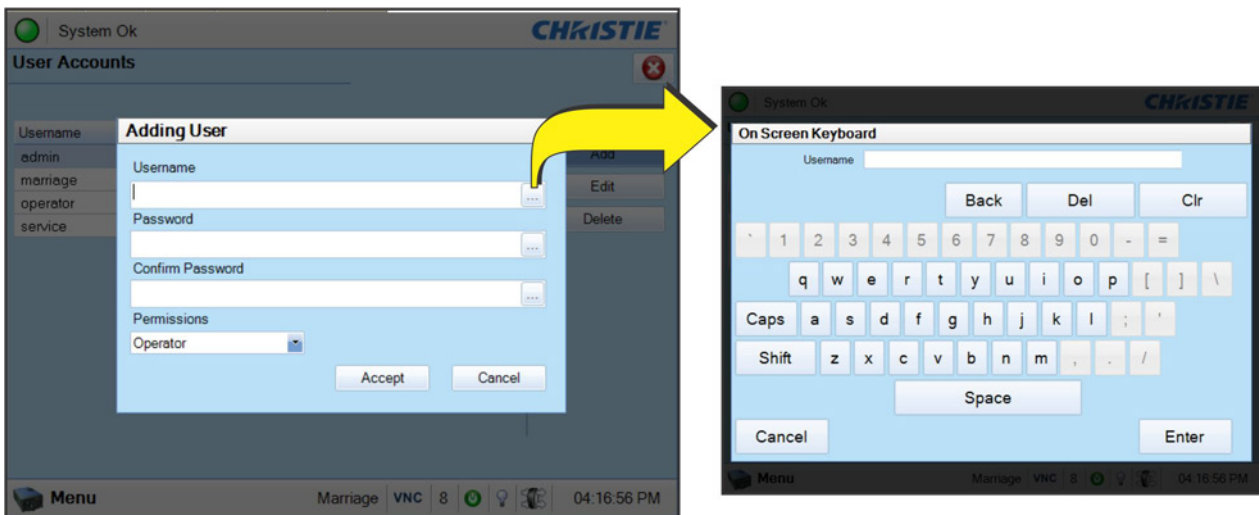 System Ok
CHRISTIE
User Accounts
Username
admin
marriage
operator
service
Adding User
Username
...
Password
...
Confirm Password
...
Permissions
Operator
Accept
Cancel
Add
Edit
Delete
Menu
Marriage VNC 8 04:16:56 PM
System Ok
CHRISTIE
On Screen Keyboard
Username
Back Del Clr
` 1 2 3 4 5 6 7 8 9 0 - =
q w e r t y u i o p [ ] \
Caps a s d f g h j k l ; '
Shift z x c v b n m , . /
Space
Cancel Enter
Menu
Marriage VNC 8 04:16:56 PM